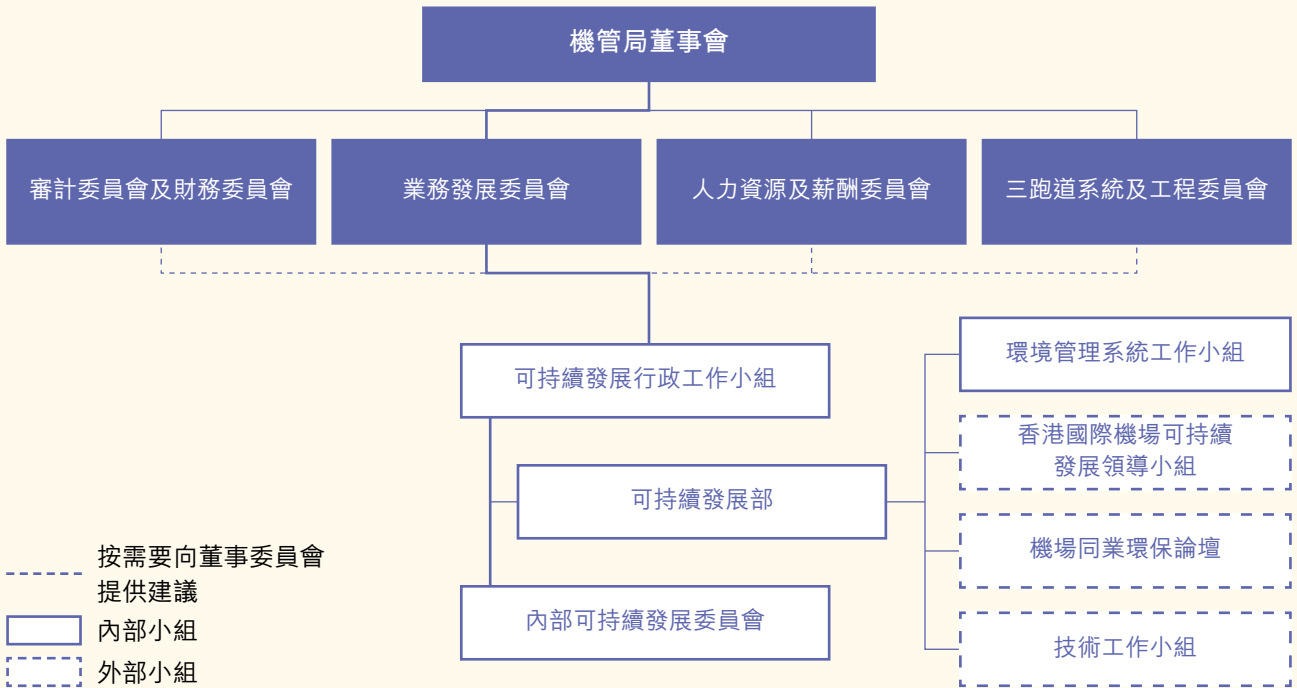 機管局董事會
審計委員會及財務委員會
業務發展委員會
人力資源及薪酬委員會
三跑道系統及工程委員會
可持續發展行政工作小組
環境管理系統工作小組
香港國際機場可持續
發展領導小組
可持續發展部
機場同業環保論壇
內部可持續發展委員會
技術工作小組
按需要向董事委員會
提供建議
內部小組
外部小組